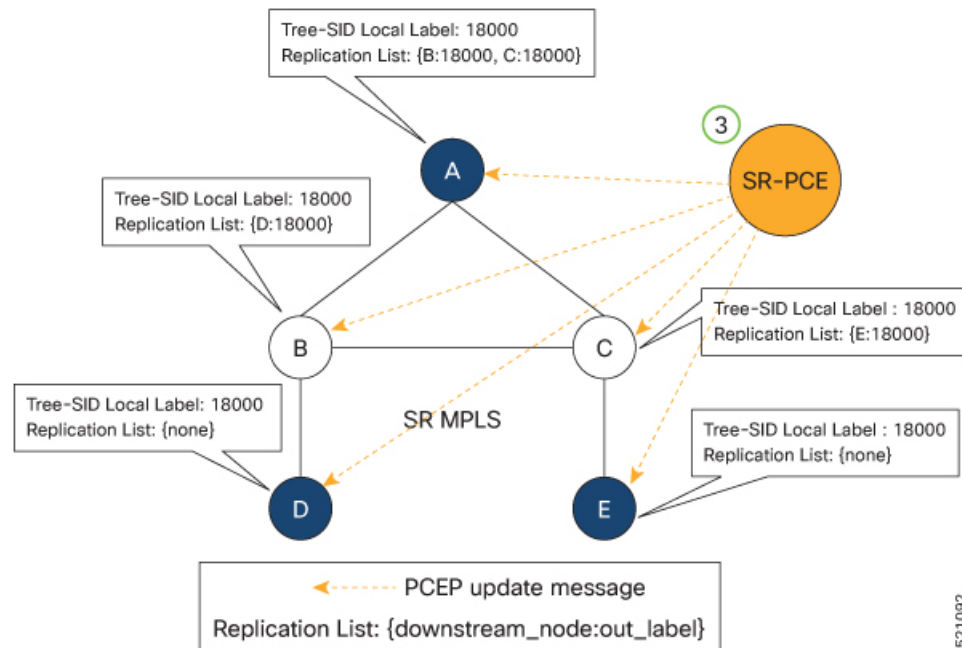 Tree-SID Local Label: 18000
Replication List: {B:18000, C:18000}
3
SR-PCE
A
Tree-SID Local Label: 18000
Replication List: {D:18000}
B
C
Tree-SID Local Label : 18000
Replication List: {E:18000}
Tree-SID Local Label: 18000
Replication List: {none}
SR MPLS
Tree-SID Local Label : 18000
Replication List: {none}
D
E
PCEP update message
Replication List: {downstream_node:out_label}
521092